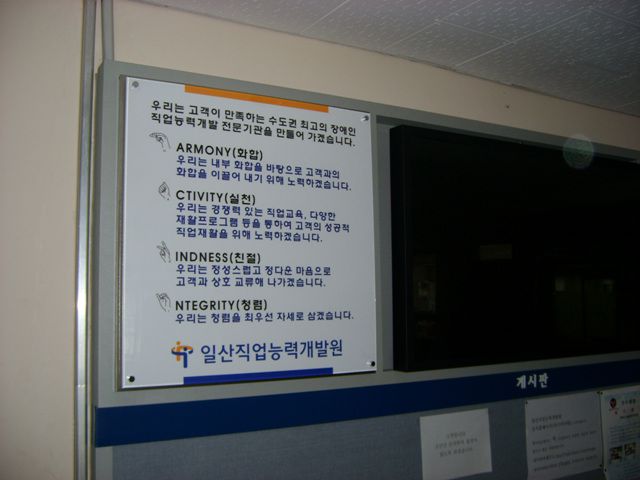 우리는 고객이 만족하는 수도권 최고의 장애인
직업능력개발 전문기관을 만들어 가겠습니다.
ARMONY(화합)
우리는 내부 화합을 바탕으로 고객과의
화합을 이끌어 내기 위해 노력하겠습니다.
CTIVITY(실천)
우리는 경쟁력 있는 직업교육, 다양한
재활프로그램 등을 통하여 고객의 성공적
직업재활을 위해 노력하겠습니다.
INDNESS(친절)
우리는 정성스럽고 정다운 마음으로
고객과 상호 교류해 나가겠습니다.
NTEGRITY(청렴)
우리는 청렴을 최우선 자세로 삼겠습니다.
일산직업능력개발원
게시판